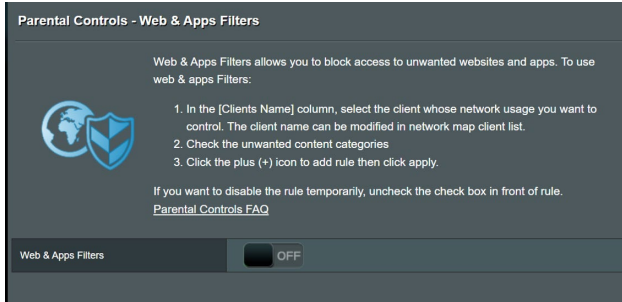 Parental Controls - Web & Apps Filters
Web & Apps Filters allows you to block access to unwanted websites and apps. To use
web & apps Filters:
1. In the [Clients Name] column, select the client whose network usage you want to
control. The client name can be modified in network map client list.
2. Check the unwanted content categories
3. Click the plus (+) icon to add rule then click apply.
If you want to disable the rule temporarily, uncheck the check box in front of rule.
Parental Controls FAQ
Web & Apps Filters OFF